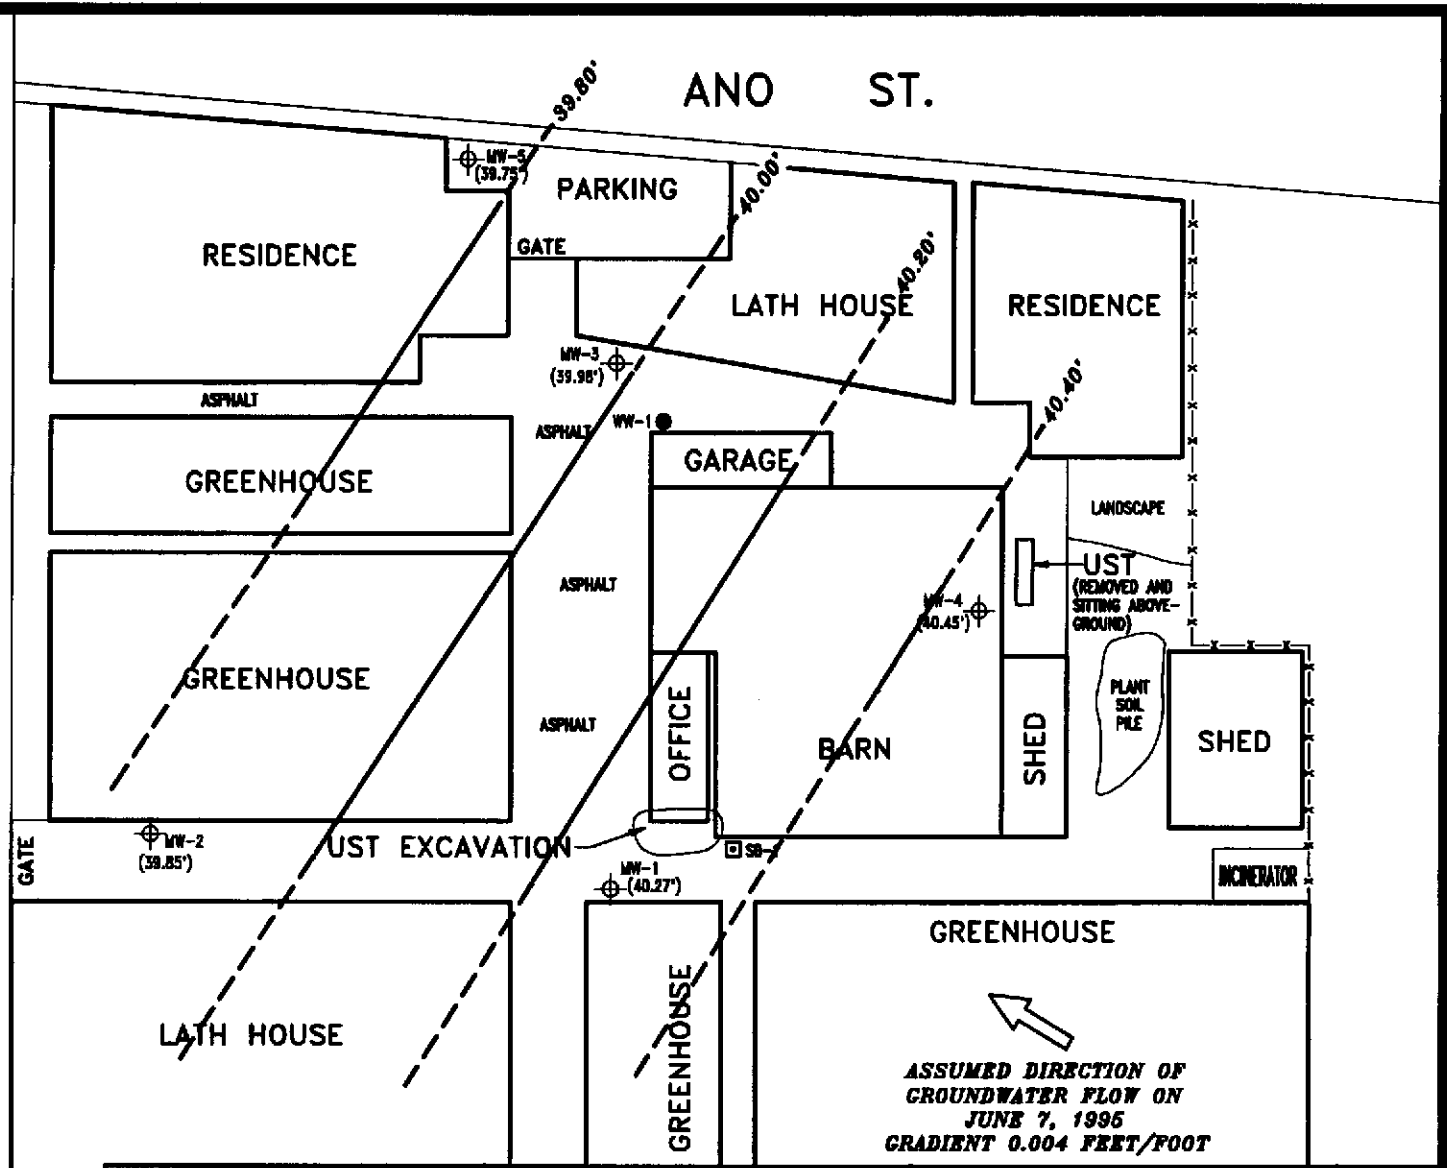 ANO ST.
39.80'
MW-5
(39.75')
PARKING
40.00'
RESIDENCE
GATE
40.20'
LATH HOUSE
RESIDENCE
MW-3
(39.98')
40.40'
ASPHALT
WW-1
ASPHALT
GARAGE
GREENHOUSE
LANDSCAPE
UST
(REMOVED AND
SITTING ABOVE-
GROUND)
ASPHALT
MW-4
(40.45')
GREENHOUSE
PLANT
SOIL
PILE
OFFICE
ASPHALT
BARN
SHED
SHED
MW-2
(39.85')
GATE
UST EXCAVATION
SB-
MW-1
(40.27')
INCINERATOR
GREENHOUSE
LATH HOUSE
GREENHOUSE
ASSUMED DIRECTION OF
GROUNDWATER FLOW ON
JUNE 7, 1995
GRADIENT 0.004 FEET/FOOT